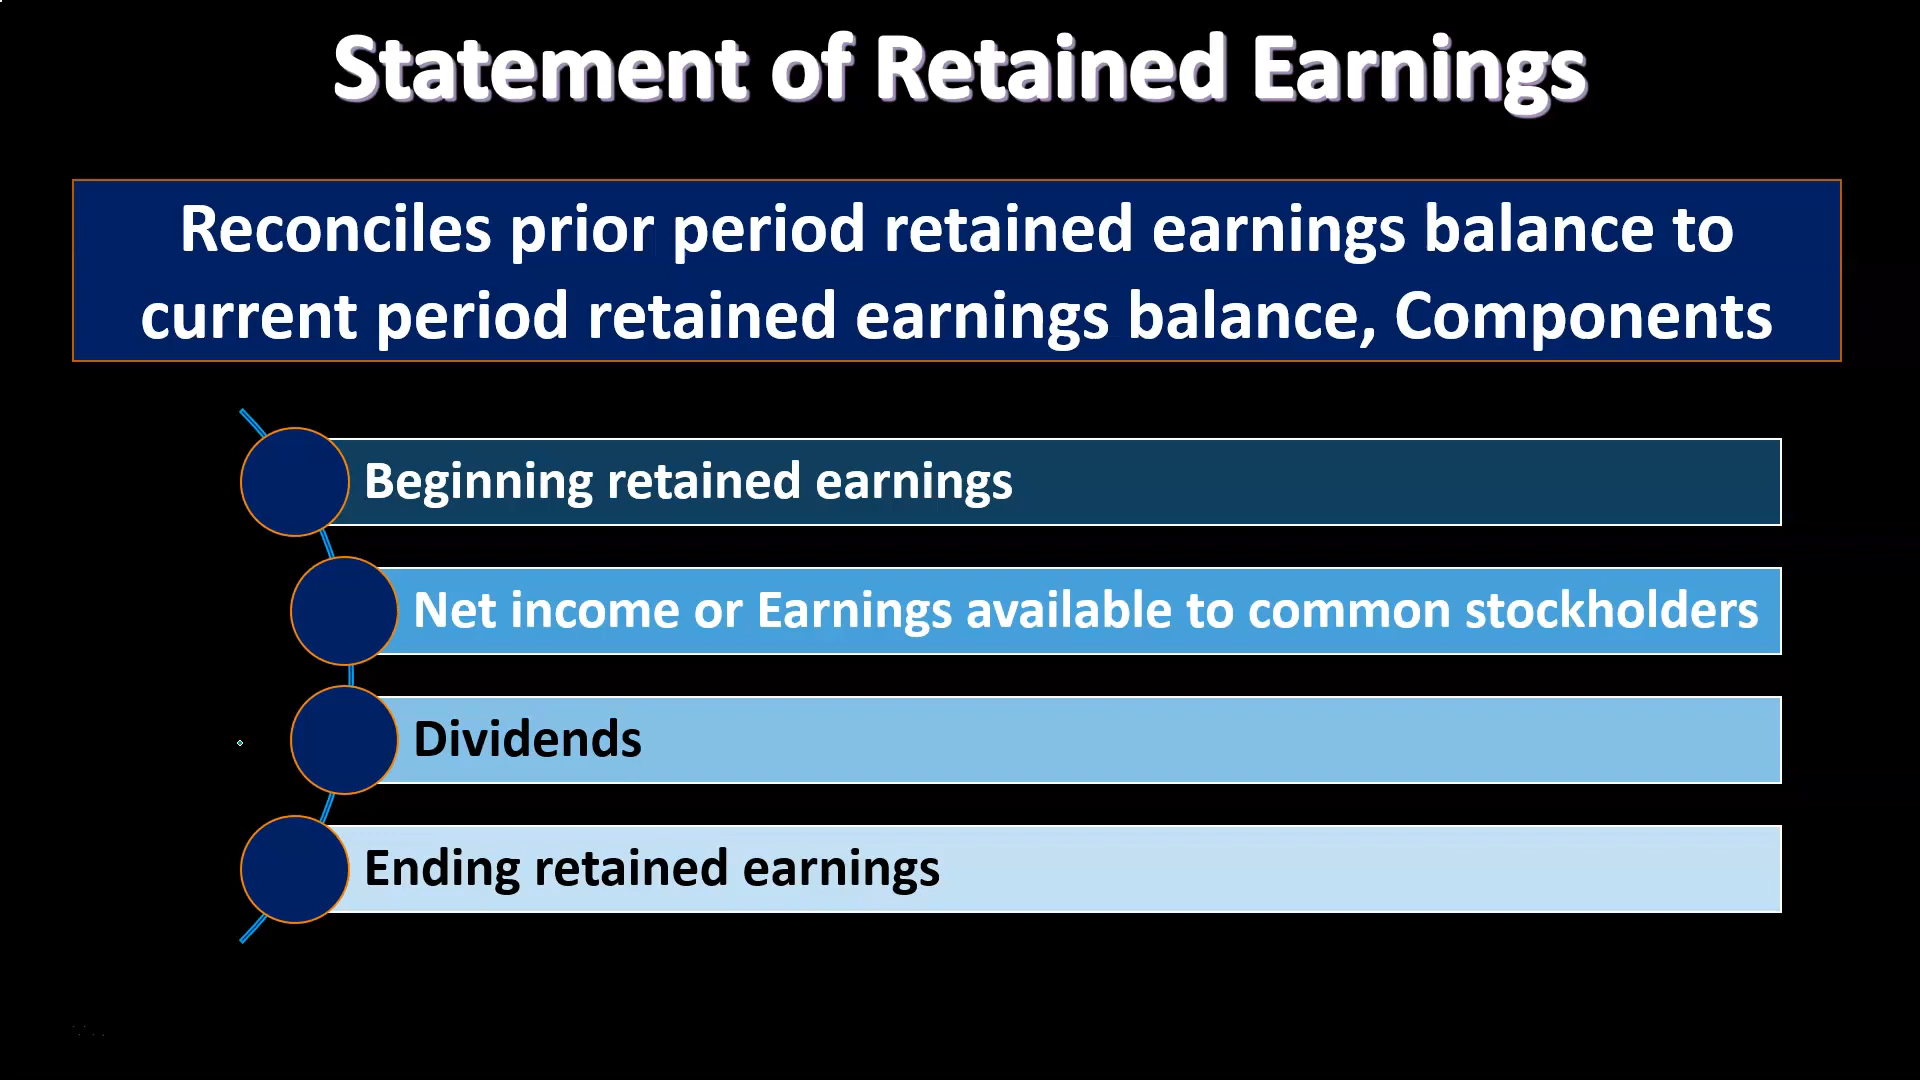 Statement of Retained Earnings
Reconciles prior period retained earnings balance to
current period retained earnings balance, Components
Beginning retained earnings
Net income or Earnings available to common stockholders
Dividends
Ending retained earnings